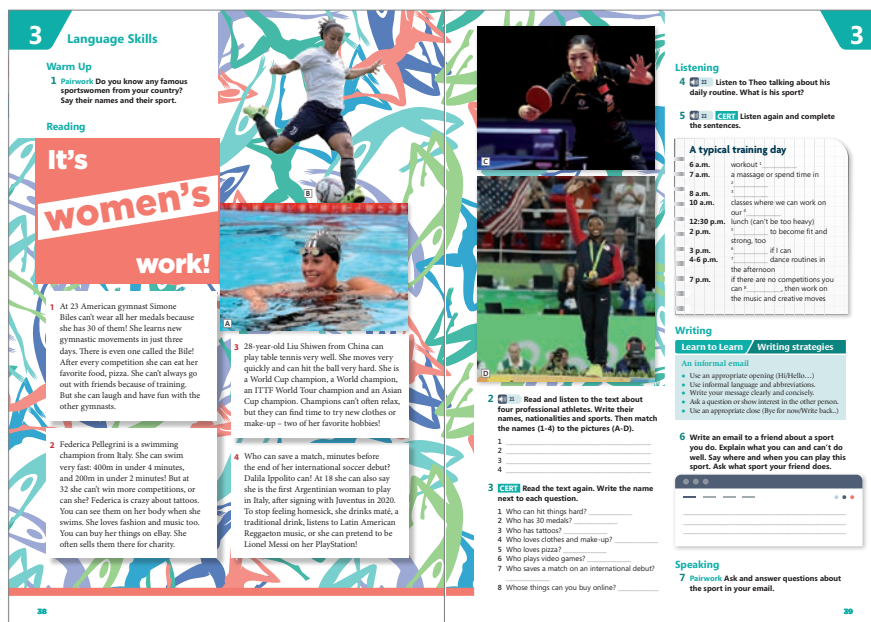 3
Language Skills
Warm Up
1 Pairwork Do you know any famous
sportswomen from your country?
Say their names and their sport.
Reading
It's
women's
work!
B
A
1 At 23 American gymnast Simone
Biles can't wear all her medals because
she has 30 of them! She learns new
gymnastic movements in just three
days. There is even one called the Bile!
After every competition she can eat her
favorite food, pizza. She can't always go
out with friends because of training.
But she can laugh and have fun with the
other gymnasts.
2 Federica Pellegrini is a swimming
champion from Italy. She can swim
very fast: 400m in under 4 minutes,
and 200m in under 2 minutes! But at
32 she can't win more competitions, or
can she? Federica is crazy about tattoos.
You can see them on her body when she
swims. She loves fashion and music too.
You can buy her things on eBay. She
often sells them there for charity.
3 28-year-old Liu Shiwen from China can
play table tennis very well. She moves very
quickly and can hit the ball very hard. She is
a World Cup champion, a World champion,
an ITTF World Tour champion and an Asian
Cup champion. Champions can't often relax,
but they can find time to try new clothes or
make-up – two of her favorite hobbies!
4 Who can save a match, minutes before
the end of her international soccer debut?
Dalila Ippolito can! At 18 she can also say
she is the first Argentinian woman to play
in Italy, after signing with Juventus in 2020.
To stop feeling homesick, she drinks maté, a
traditional drink, listens to Latin American
Reggaeton music, or she can pretend to be
Lionel Messi on her PlayStation!
38
C
D
2 22 Read and listen to the text about
four professional athletes. Write their
names, nationalities and sports. Then match
the names (1-4) to the pictures (A-D).
1
2
3
4
3 CERT Read the text again. Write the name
next to each question.
1 Who can hit things hard?
2 Who has 30 medals?
3 Who has tattoos?
4 Who loves clothes and make-up?
5 Who loves pizza?
6 Who plays video games?
7 Who saves a match on an international debut?
8 Whose things can you buy online?
3
Listening
4 Listen to Theo talking about his
daily routine. What is his sport?
5 CERT Listen again and complete
the sentences.
A typical training day
6 a.m. workout 1
7 a.m. a massage or spend time in
2
8 a.m. 3
10 a.m. classes where we can work on
our 4
12:30 p.m. lunch (can't be too heavy)
2 p.m. 5 to become fit and
strong, too
3 p.m. 6 if I can
4-6 p.m. 7 dance routines in
the afternoon
7 p.m. if there are no competitions you
can 8, then work on
the music and creative moves
Writing
Learn to Learn / Writing strategies
An informal email
• Use an appropriate opening (Hi/Hello....)
• Use informal language and abbreviations.
• Write your message clearly and concisely.
• Ask a question or show interest in the other person.
• Use an appropriate close (Bye for now/Write back..)
6 Write an email to a friend about a sport
you do. Explain what you can and can't do
well. Say where and when you can play this
sport. Ask what sport your friend does.
Speaking
7 Pairwork Ask and answer questions about
the sport in your email.
39